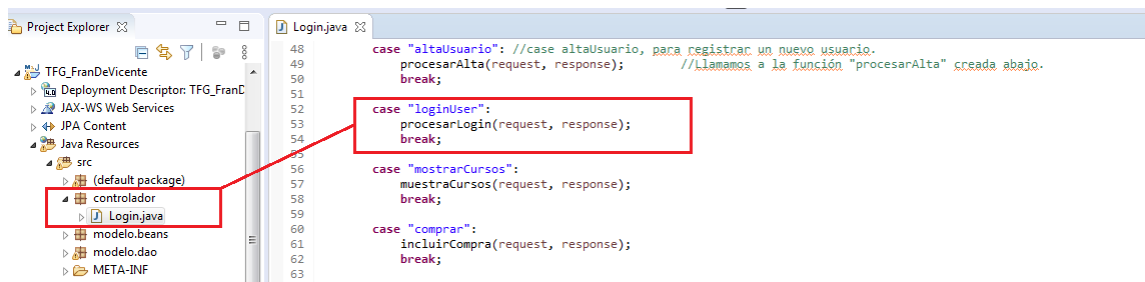 Project Explorer
TFG_FranDeVicente
Deployment Descriptor: TFG_FranD
JAX-WS Web Services
JPA Content
Java Resources
src
(default package)
controlador
Login.java
modelo.beans
modelo.dao
META-INF
Login.java
48 case "altaUsuario": //case altaUsuario, para registrar un nuevo usuario.
49 procesarAlta(request, response); //Llamamos a la función "procesarAlta" creada abajo.
50 break;
51
52 case "loginUser":
53 procesarLogin(request, response);
54 break;
55
56 case "mostrarCursos":
57 muestraCursos(request, response);
58 break;
59
60 case "comprar":
61 incluirCompra(request, response);
62 break;
63